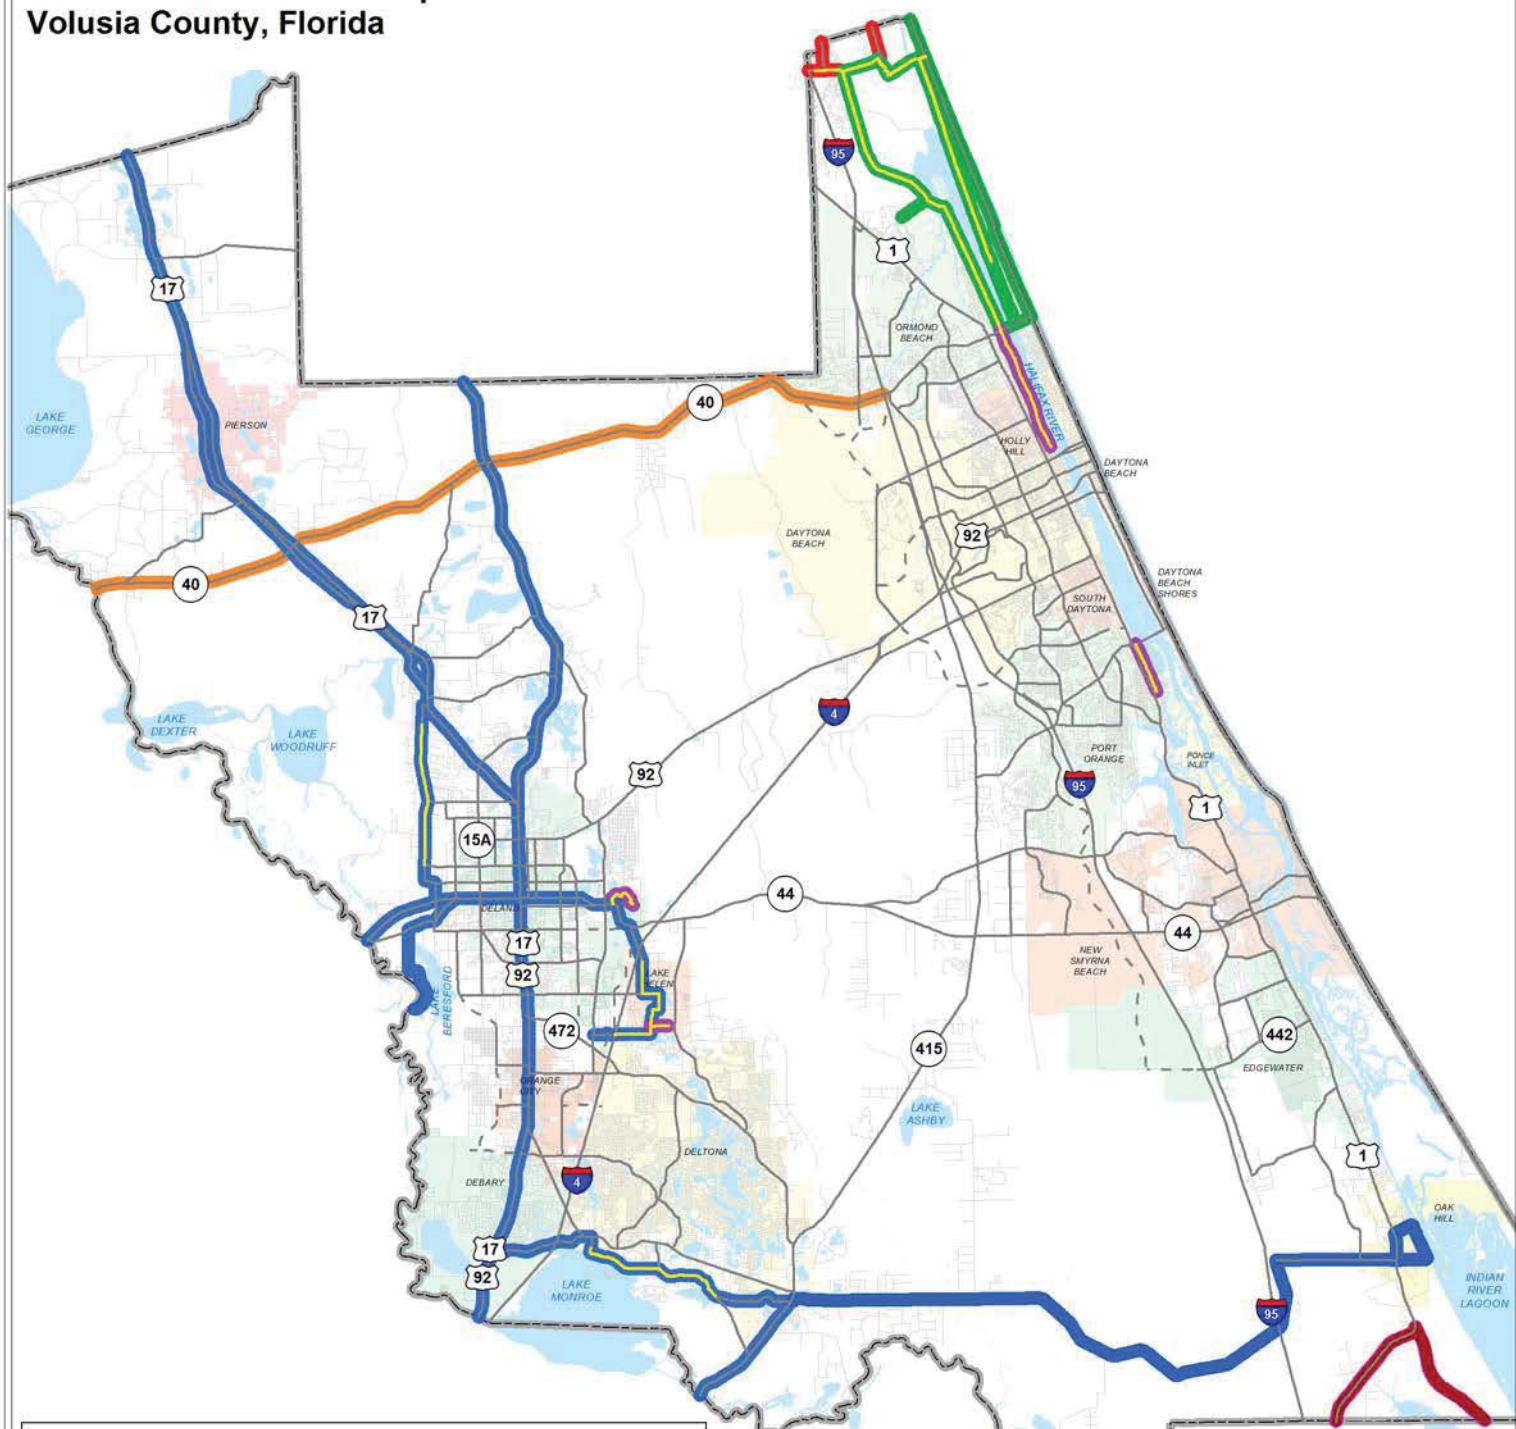 Volusia County, Florida
95
1
17
ORMOND
BEACH
HALIFAX RIVER
40
LAKE
GEORGE
PIERSON
HOLLY
HILL
DAYTONA
BEACH
DAYTONA
BEACH
92
40
17
DAYTONA
BEACH
SHORES
SOUTH
DAYTONA
LAKE
DEXTER
LAKE
WOODRUFF
4
92
PORT
ORANGE
PONCE
INLET
95
1
15A
44
DELAND
17
92
44
NEW
SMYRNA
BEACH
LAKE
HELEN
LAKE
BERESFORD
472
415
442
EDGEWATER
ORANGE
CITY
LAKE
ASHBY
DELTONA
1
4
DEBARY
OAK
HILL
17
92
LAKE
MONROE
95
INDIAN
RIVER
LAGOON